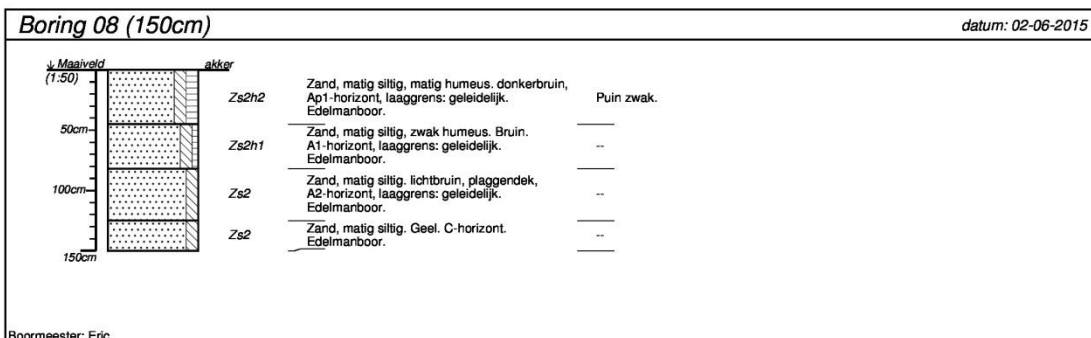 Boring 08 (150cm)
datum: 02-06-2015
↓ Maaiveld
akker
(1:50)
Zs2h2
Zand, matig siltig, matig humeus. donkerbruin,
Ap1-horizont, laaggrens: geleidelijk.
Edelmanboor.
Puin zwak.
50cm
Zs2h1
Zand, matig siltig, zwak humeus. Bruin.
A1-horizont, laaggrens: geleidelijk.
Edelmanboor.
--
100cm
Zs2
Zand, matig siltig. lichtbruin, plaggendek,
A2-horizont, laaggrens: geleidelijk.
Edelmanboor.
--
Zs2
Zand, matig siltig. Geel. C-horizont.
Edelmanboor.
--
150cm
Boormeester: Eric